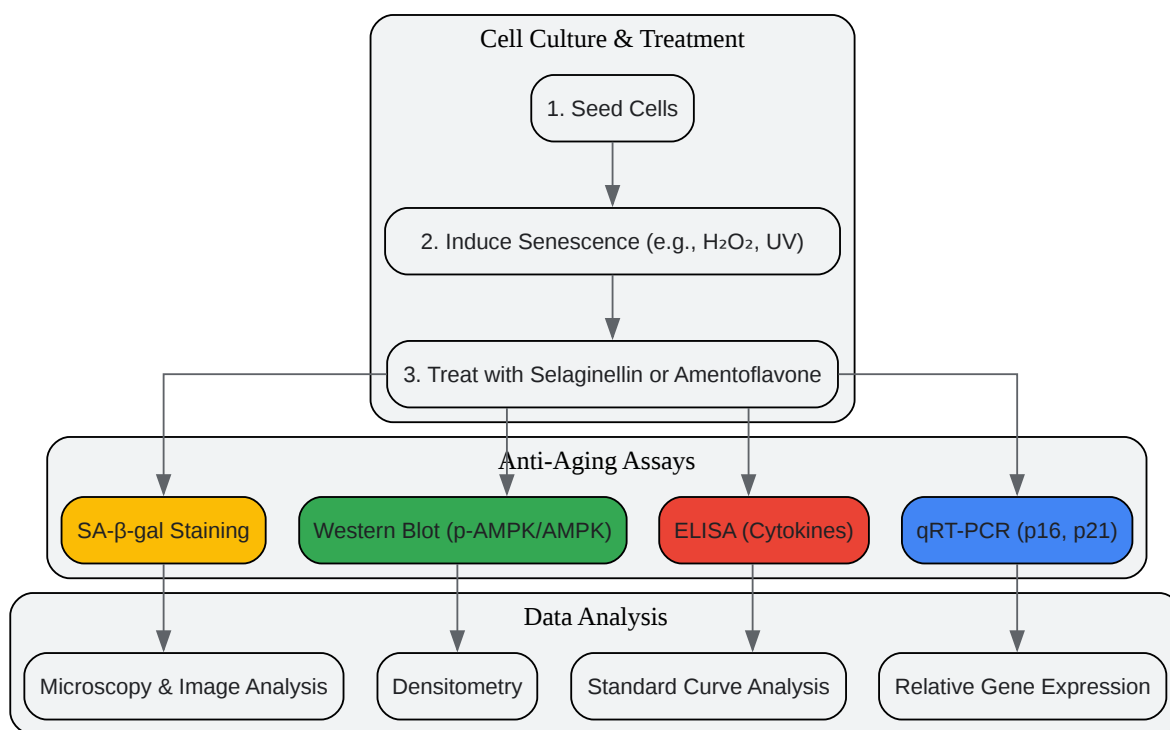 Cell Culture & Treatment
1. Seed Cells
2. Induce Senescence (e.g., H₂O₂, UV)
3. Treat with Selaginellin or Amentoflavone
Anti-Aging Assays
SA-β-gal Staining
Western Blot (p-AMPK/AMPK)
ELISA (Cytokines)
qRT-PCR (p16, p21)
Data Analysis
Microscopy & Image Analysis
Densitometry
Standard Curve Analysis
Relative Gene Expression